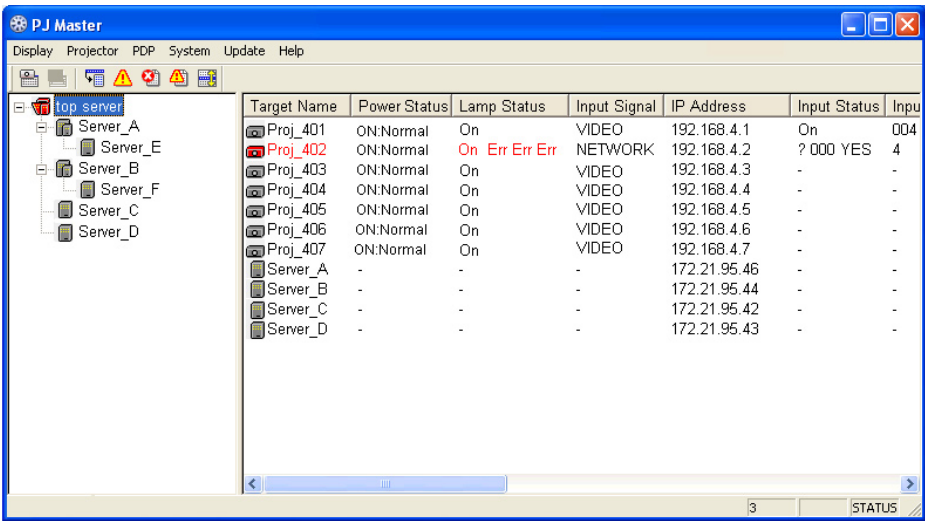 PJ Master
Display Projector PDP System Update Help
top server
Server_A
Server_E
Server_B
Server_F
Server_C
Server_D
Target Name Power Status Lamp Status Input Signal IP Address Input Status Inpu
Proj_401 ON:Normal On VIDEO 192.168.4.1 On 004
Proj_402 ON:Normal On Err Err Err NETWORK 192.168.4.2 ? 000 YES 4
Proj_403 ON:Normal On VIDEO 192.168.4.3 - -
Proj_404 ON:Normal On VIDEO 192.168.4.4 - -
Proj_405 ON:Normal On VIDEO 192.168.4.5 - -
Proj_406 ON:Normal On VIDEO 192.168.4.6 - -
Proj_407 ON:Normal On VIDEO 192.168.4.7 - -
Server_A - - - 172.21.95.46 - -
Server_B - - - 172.21.95.44 - -
Server_C - - - 172.21.95.42 - -
Server_D - - - 172.21.95.43 - -
3 STATUS